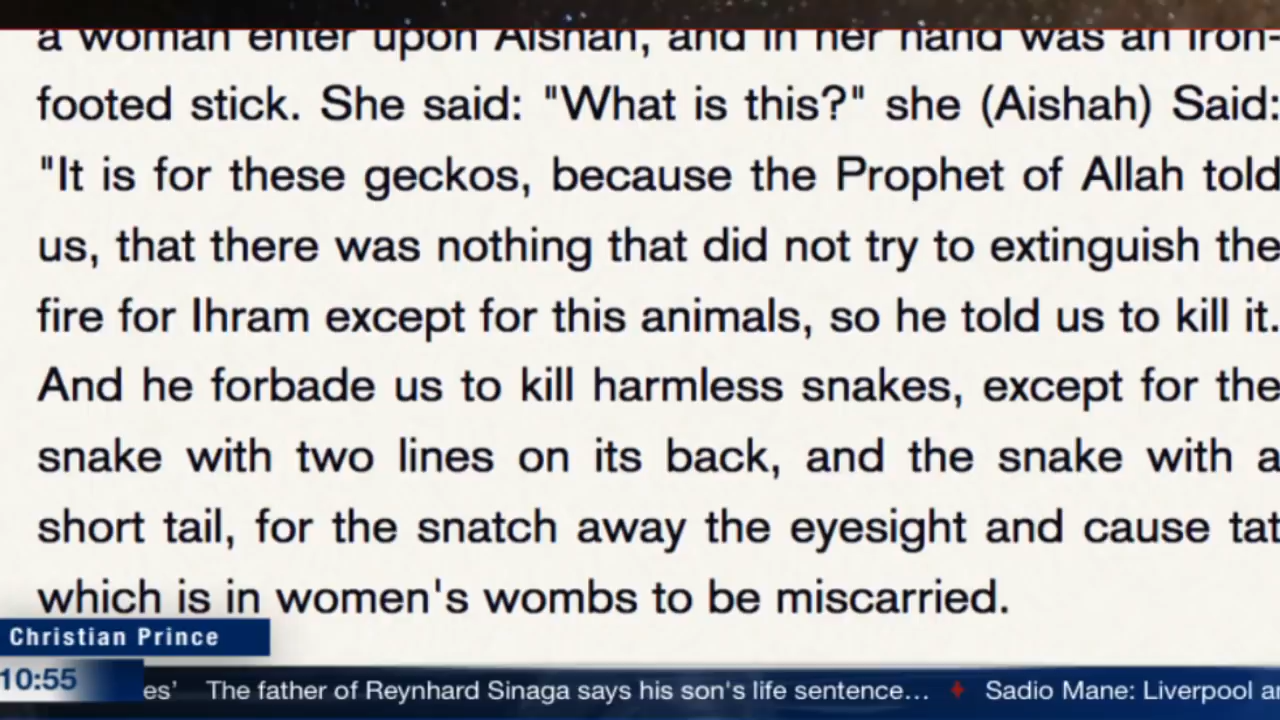 a woman enter upon Aishah, and in her hand was an iron-
footed stick. She said: "What is this?" she (Aishah) Said:
"It is for these geckos, because the Prophet of Allah told
us, that there was nothing that did not try to extinguish the
fire for Ihram except for this animals, so he told us to kill it.
And he forbade us to kill harmless snakes, except for the
snake with two lines on its back, and the snake with a
short tail, for the snatch away the eyesight and cause tat
which is in women's wombs to be miscarried.
Christian Prince
10:55
es' The father of Reynhard Sinaga says his son's life sentence... ♦ Sadio Mane: Liverpool